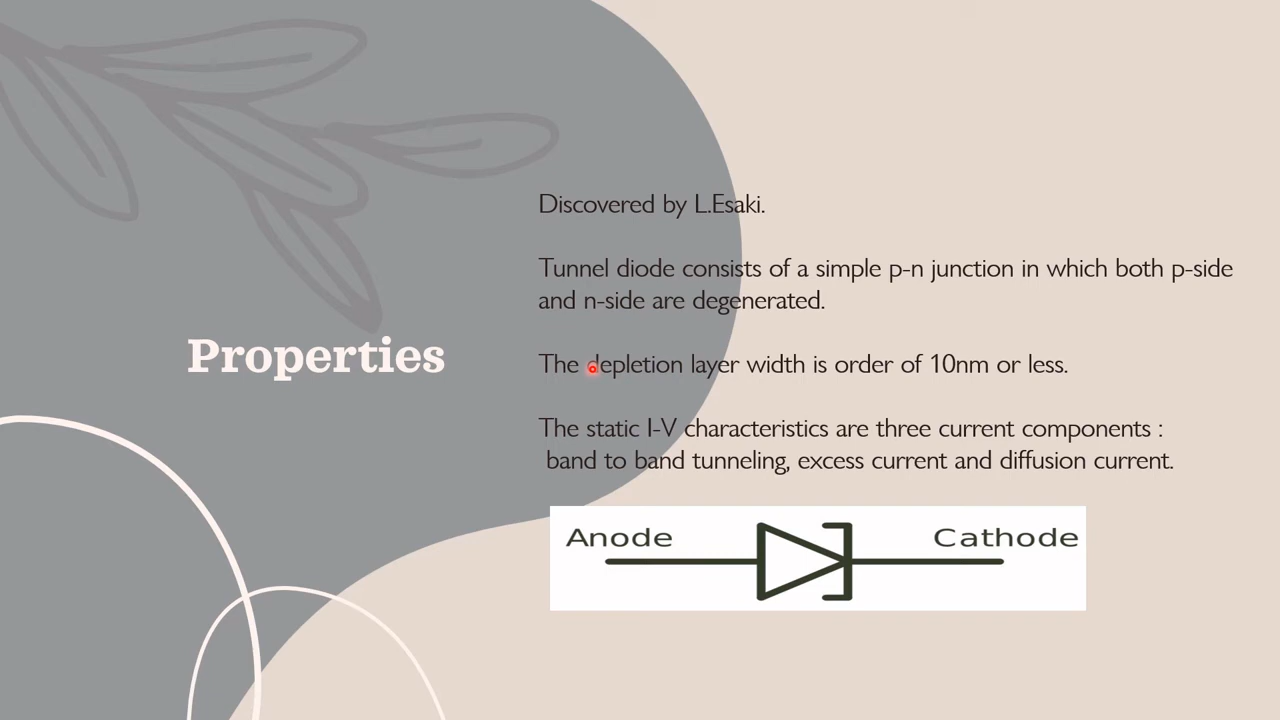 Properties
Discovered by L.Esaki.
Tunnel diode consists of a simple p-n junction in which both p-side
and n-side are degenerated.
The depletion layer width is order of 10nm or less.
The static I-V characteristics are three current components :
band to band tunneling, excess current and diffusion current.
Anode
Cathode